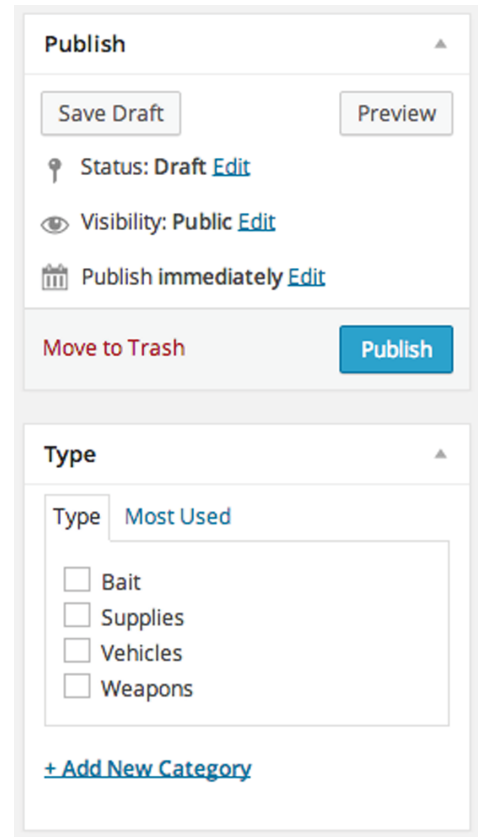 Publish
Save Draft Preview
Status: Draft Edit
Visibility: Public Edit
Publish immediately Edit
Move to Trash Publish
Type
Type Most Used
Bait
Supplies
Vehicles
Weapons
+ Add New Category